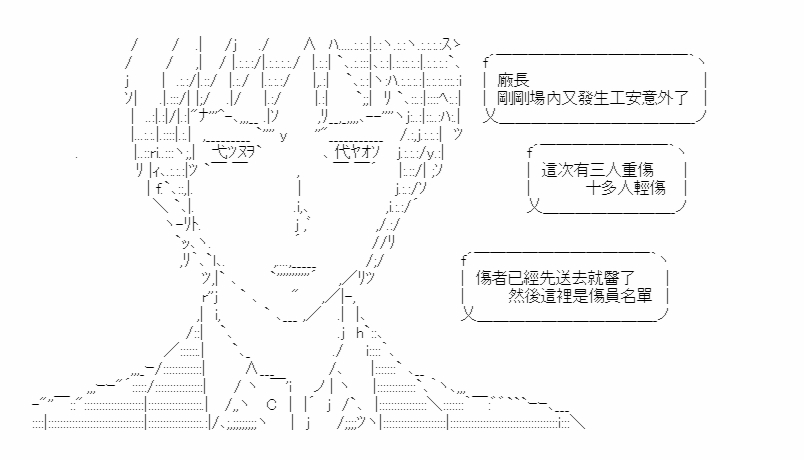 廠長
剛剛場內又發生工安意外了
這次有三人重傷
十多人輕傷
傷者已經先送去就醫了
然後這裡是傷員名單